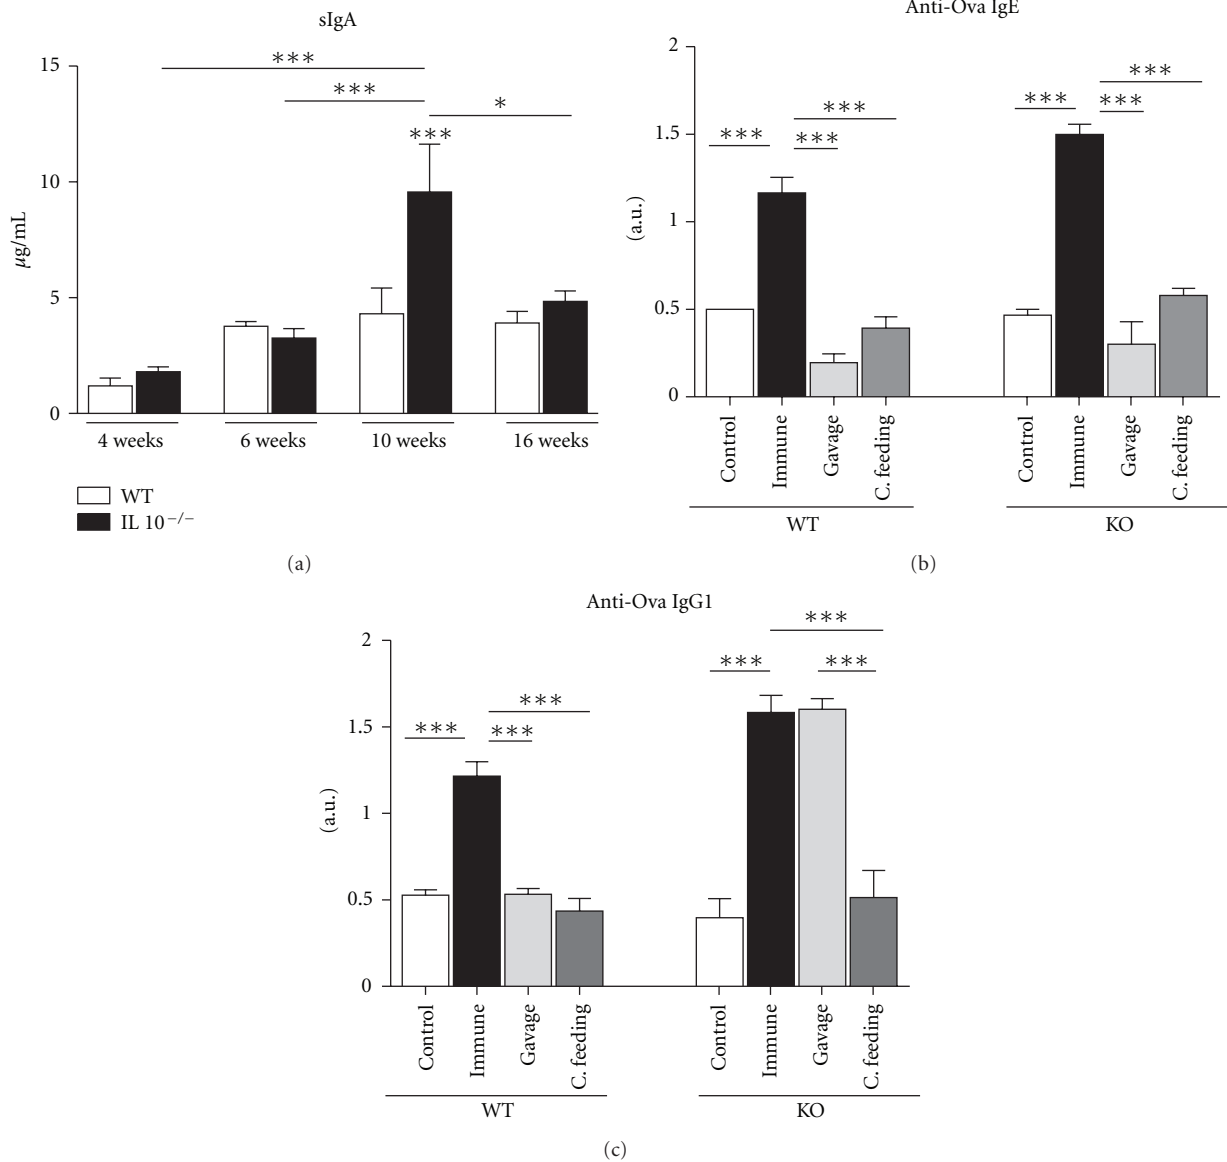 sIgA
***
***
*
***
15
10
5
0
µg/mL
4 weeks
6 weeks
10 weeks
16 weeks
WT
IL 10−/−
(a)
Anti-Ova IgE
2
1.5
1
0.5
0
(a.u.)
***
***
***
***
***
***
Control
Immune
Gavage
C. feeding
Control
Immune
Gavage
C. feeding
WT
KO
(b)
Anti-Ova IgG1
2
1.5
1
0.5
0
(a.u.)
***
***
***
***
***
***
Control
Immune
Gavage
C. feeding
Control
Immune
Gavage
C. feeding
WT
KO
(c)